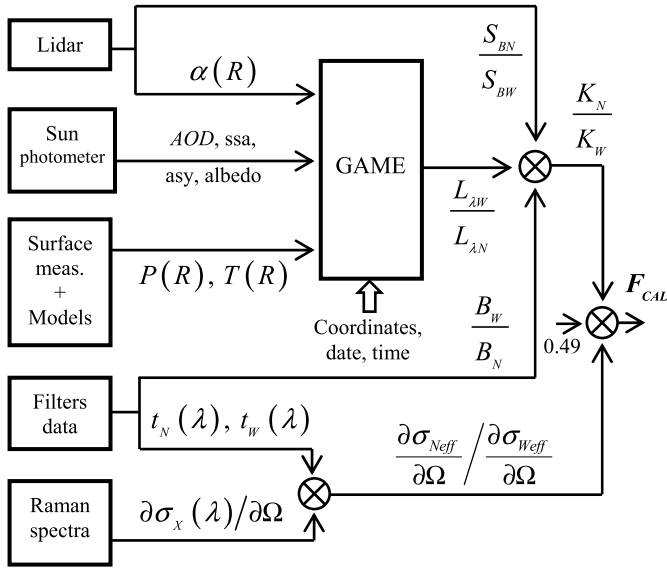 Lidar
α(R)
S_BN / S_BW
K_N / K_W
Sun
photometer
AOD, ssa,
asy, albedo
GAME
L_λW / L_λN
Surface
meas.
+
Models
P(R), T(R)
Coordinates,
date, time
B_W / B_N
F_CAL
0.49
Filters
data
t_N(λ), t_W(λ)
∂σ_Neff/∂Ω / ∂σ_Weff/∂Ω
Raman
spectra
∂σ_X(λ)/∂Ω